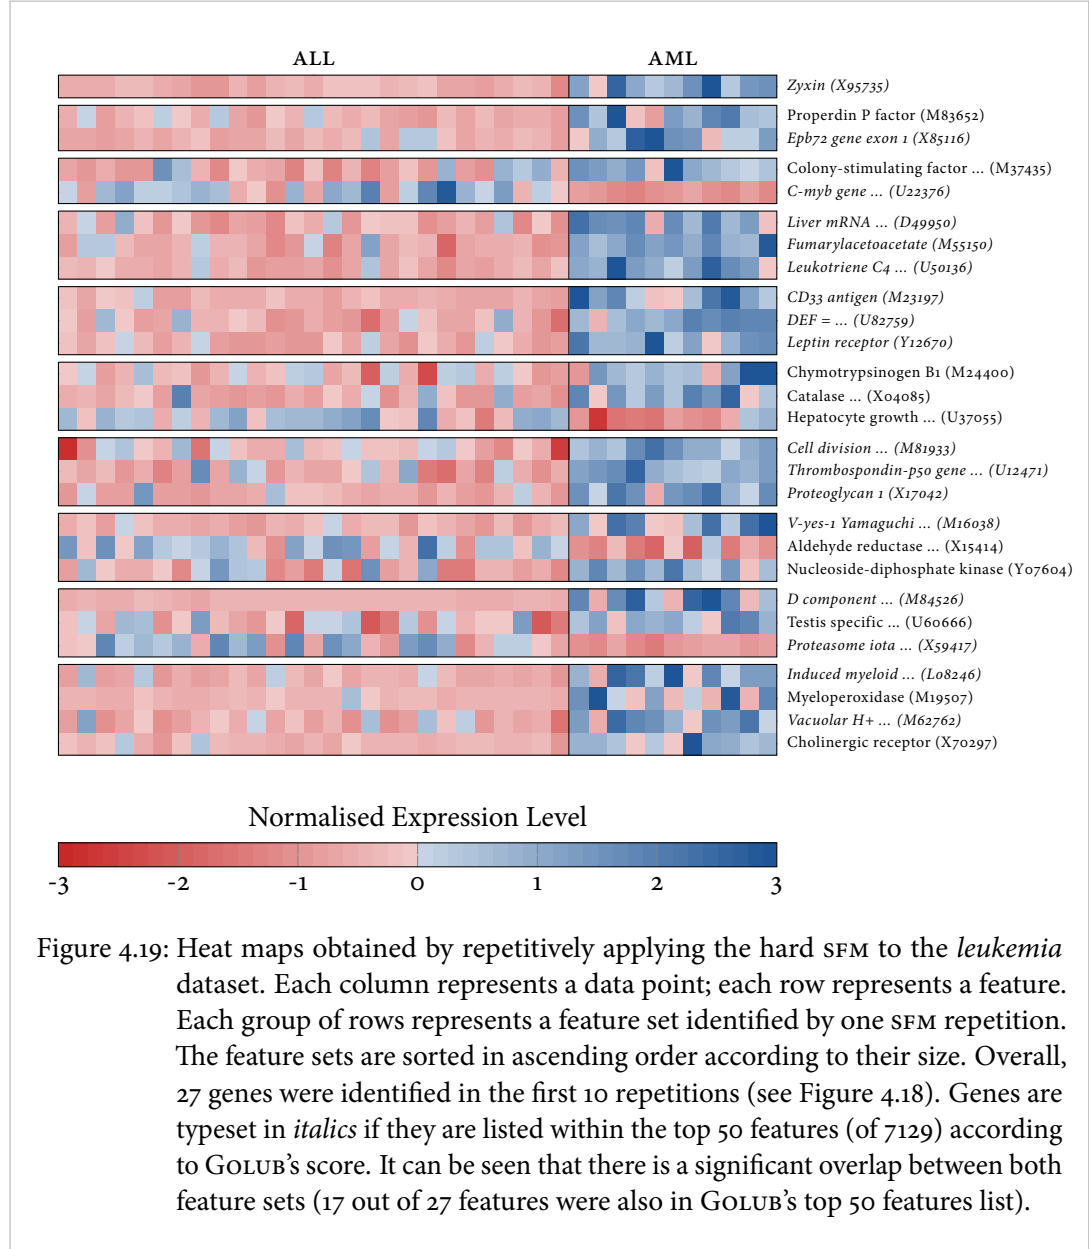 ALL AML
Zyxin (X95735)
Properdin P factor (M83652)
Epb72 gene exon 1 (X85116)
Colony-stimulating factor ... (M37435)
C-myb gene ... (U22376)
Liver mRNA ... (D49950)
Fumarylacetoacetate (M55150)
Leukotriene C4 ... (U50136)
CD33 antigen (M23197)
DEF = ... (U82759)
Leptin receptor (Y12670)
Chymotrypsinogen B1 (M24400)
Catalase ... (X04085)
Hepatocyte growth ... (U37055)
Cell division ... (M81933)
Thrombospondin-p50 gene ... (U12471)
Proteoglycan 1 (X17042)
V-yes-1 Yamaguchi ... (M16038)
Aldehyde reductase ... (X15414)
Nucleoside-diphosphate kinase (Y07604)
D component ... (M84526)
Testis specific ... (U60666)
Proteasome iota ... (X59417)
Induced myeloid ... (L08246)
Myeloperoxidase (M19507)
Vacuolar H+ ... (M62762)
Cholinergic receptor (X70297)
Normalised Expression Level
-3 -2 -1 0 1 2 3
Figure 4.19: Heat maps obtained by repetitively applying the hard SFM to the leukemia
dataset. Each column represents a data point; each row represents a feature.
Each group of rows represents a feature set identified by one SFM repetition.
The feature sets are sorted in ascending order according to their size. Overall,
27 genes were identified in the first 10 repetitions (see Figure 4.18). Genes are
typeset in italics if they are listed within the top 50 features (of 7129) according
to GOLUB's score. It can be seen that there is a significant overlap between both
feature sets (17 out of 27 features were also in GOLUB's top 50 features list).